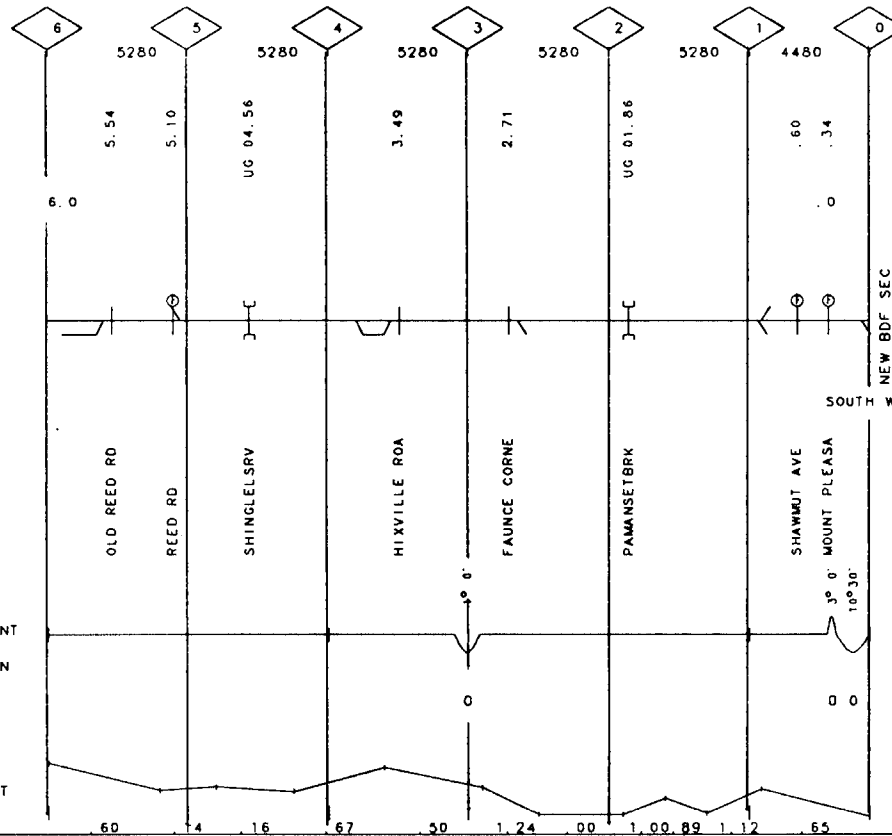 6 5 4 3 2 1 0
5280 5280 5280 5280 5280 4480
5.54
5.10
UG 04.56
3.49
2.71
UG 01.86
.60
.34
6.0
.0
P
P P
NEW BDF SEC
SOUTH W
OLD REED RD
REED RD
SHINGLELSRV
HIXVILLE ROA
FAUNCE CORNE
PAMANSETBRK
SHAWMUT AVE
MOUNT PLEASA
1° 0'
3° 0'
10°30'
NT
N
0 0 0
T
.60 .14 .16 .67 .50 1.24 .00 1.00 .89 1.12 .65